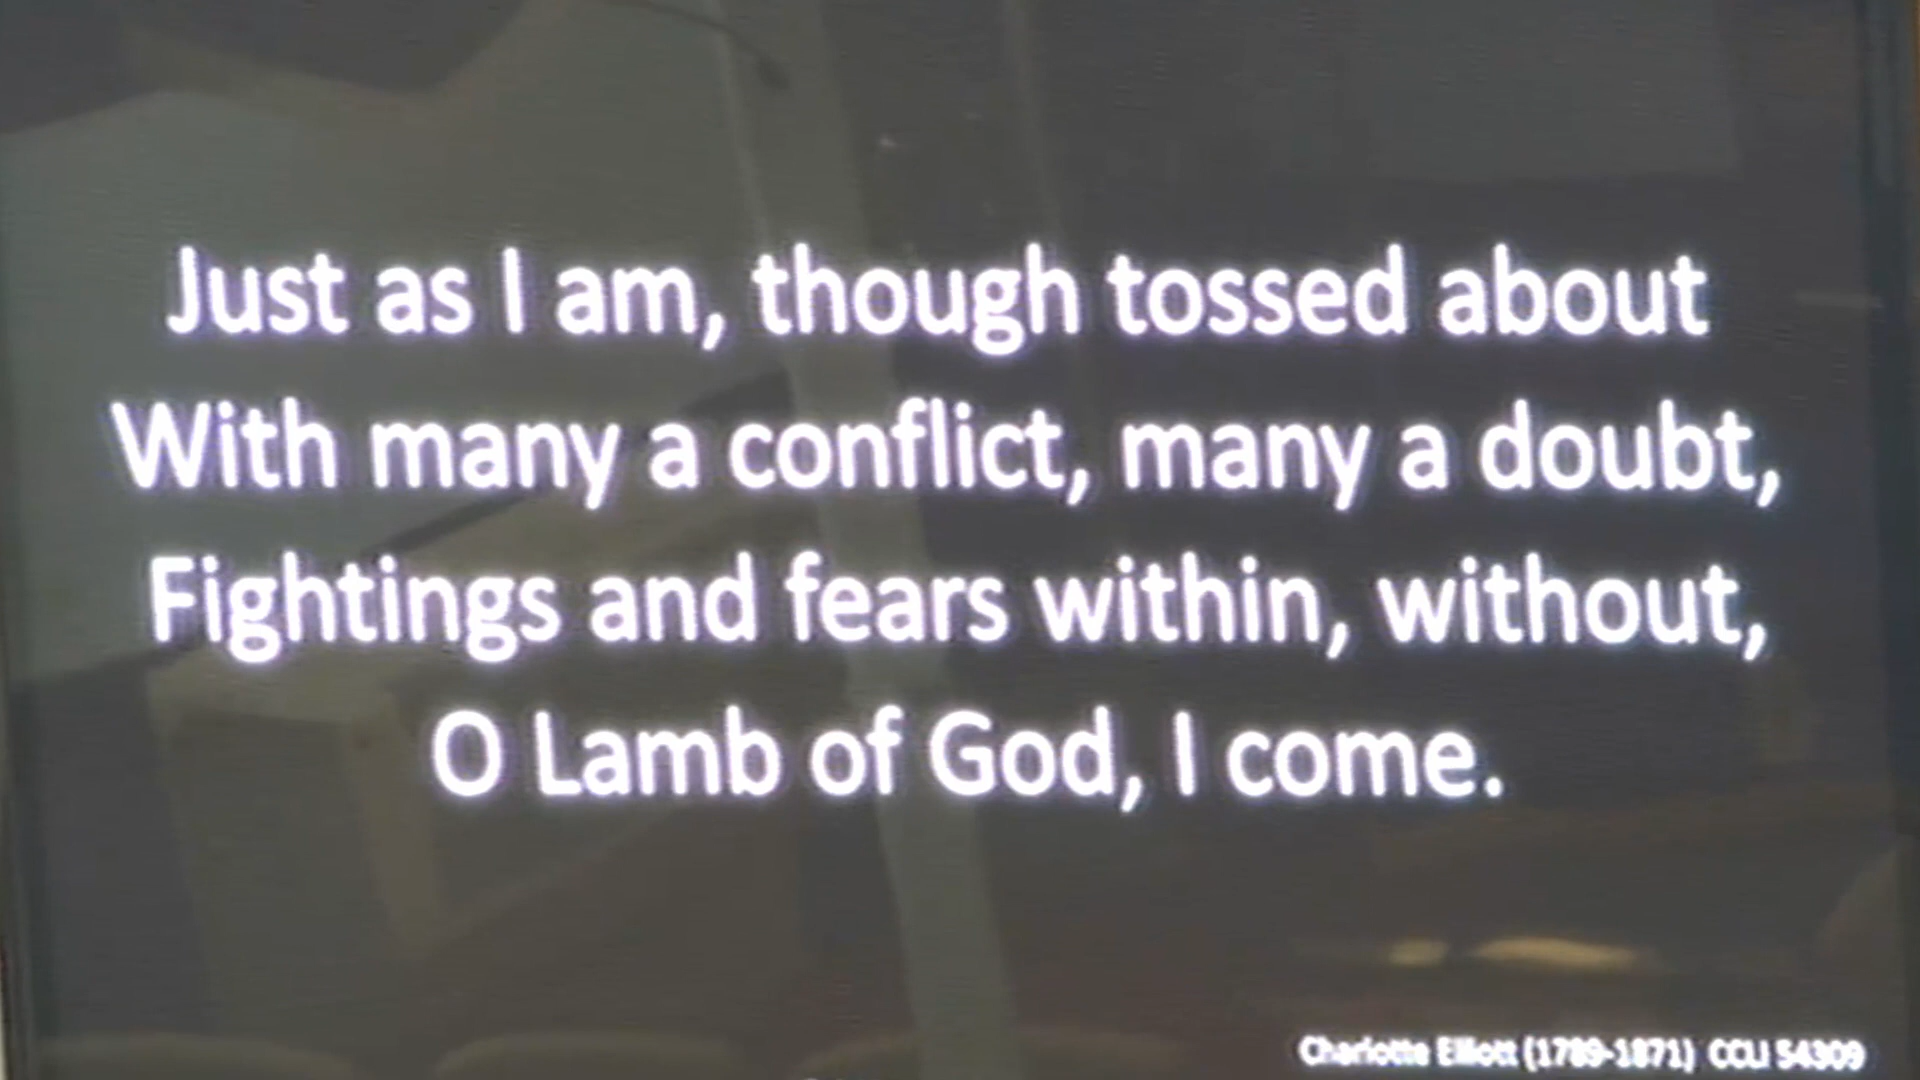 Just as I am, though tossed about
With many a conflict, many a doubt,
Fightings and fears within, without,
O Lamb of God, I come.
Charlotte Elliott (1789-1871) CCLI 54309